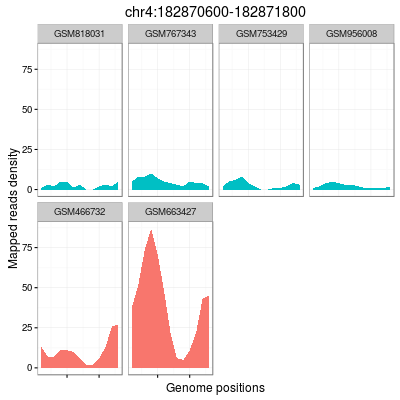 chr4:182870600-182871800
GSM818031 GSM767343 GSM753429 GSM956008
75
50
25
0
GSM466732 GSM663427
75
50
25
0
Mapped reads density
Genome positions